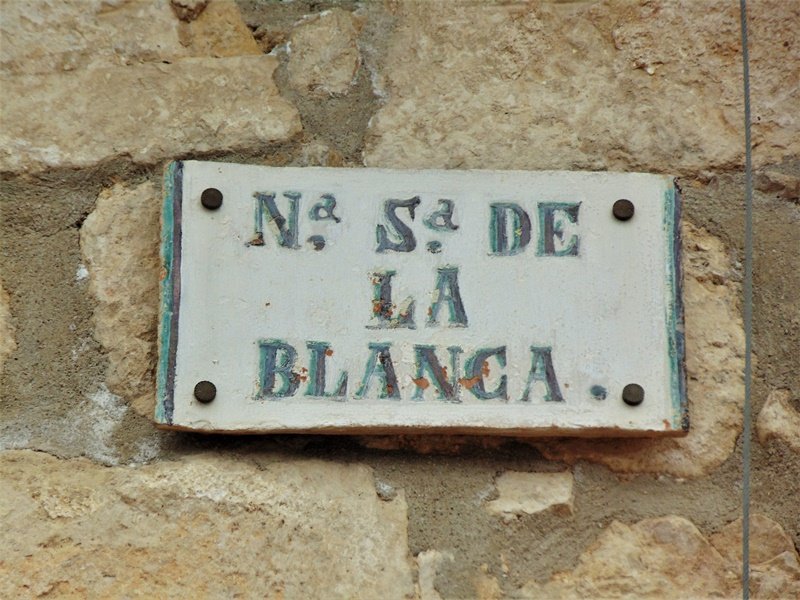 Nª. Sª. DE
LA
BLANCA.